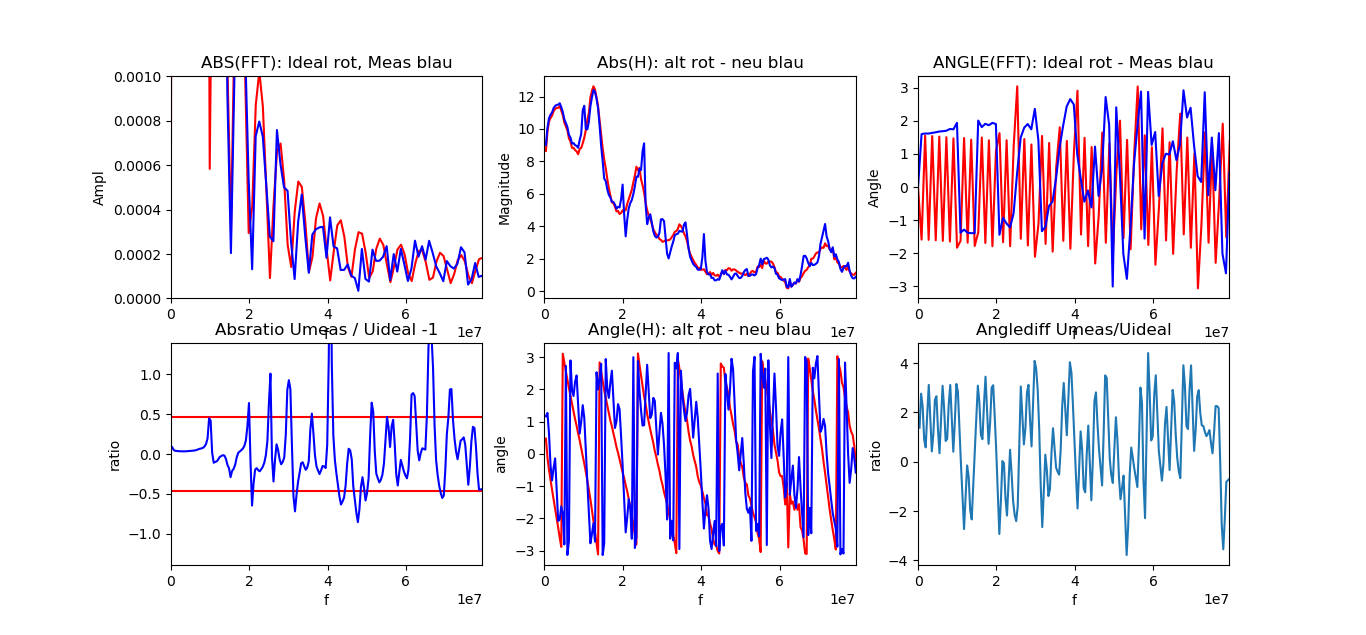 ABS(FFT): Ideal rot, Meas blau
Abs(H): alt rot - neu blau
ANGLE(FFT): Ideal rot - Meas blau
0.0010
0.0008
0.0006
0.0004
0.0002
0.0000
Ampl
0 2 4 6
1e7
f
12
10
8
6
4
2
0
Magnitude
0 2 4 6
1e7
f
3
2
1
0
−1
−2
−3
Angle
0 2 4 6
1e7
f
Absratio Umeas / Uideal -1
Angle(H): alt rot - neu blau
Anglediff Umeas/Uideal
1.0
0.5
0.0
−0.5
−1.0
ratio
0 2 4 6
1e7
f
3
2
1
0
−1
−2
−3
angle
0 2 4 6
1e7
f
4
2
0
−2
−4
ratio
0 2 4 6
1e7
f